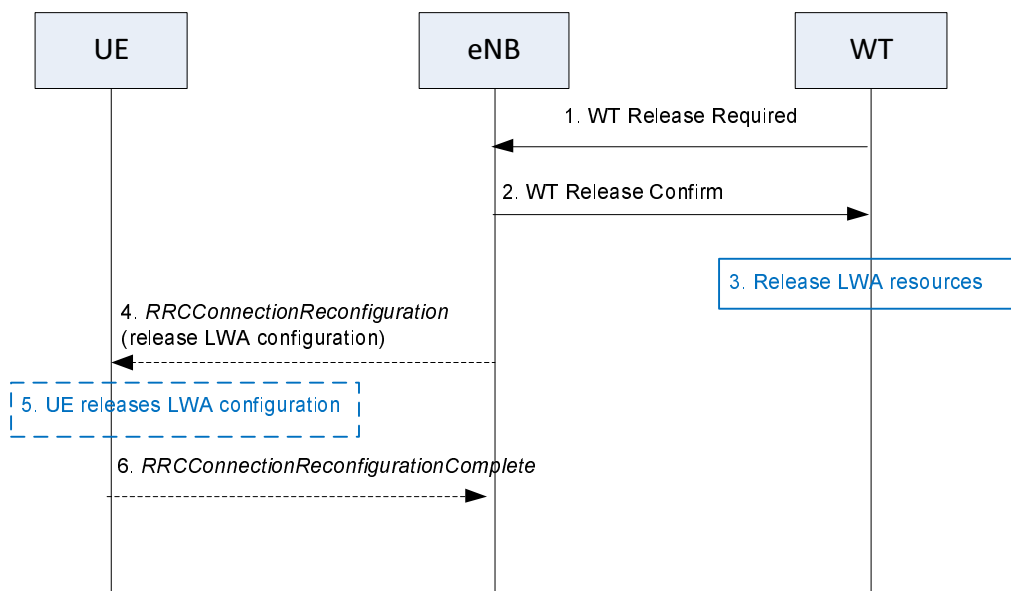 UE
eNB
WT
1. WT Release Required
2. WT Release Confirm
3. Release LWA resources
4. RRCConnectionReconfiguration
(release LWA configuration)
5. UE releases LWA configuration
6. RRCConnectionReconfigurationComplete